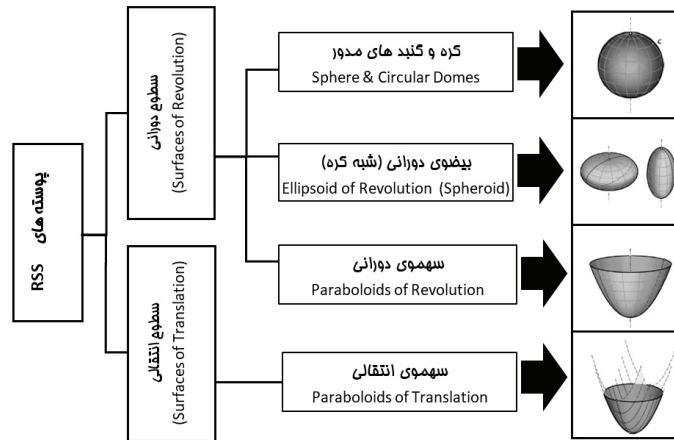 پوسته های
RSS
سطوح دورانی
(Surfaces of Revolution)
کره و گنبد های مدور
Sphere & Circular Domes
بیضوی دورانی (شبه کره)
Ellipsoid of Revolution (Spheroid)
سهموی دورانی
Paraboloids of Revolution
سطوح انتقالی
(Surfaces of Translation)
سهموی انتقالی
Paraboloids of Translation
c